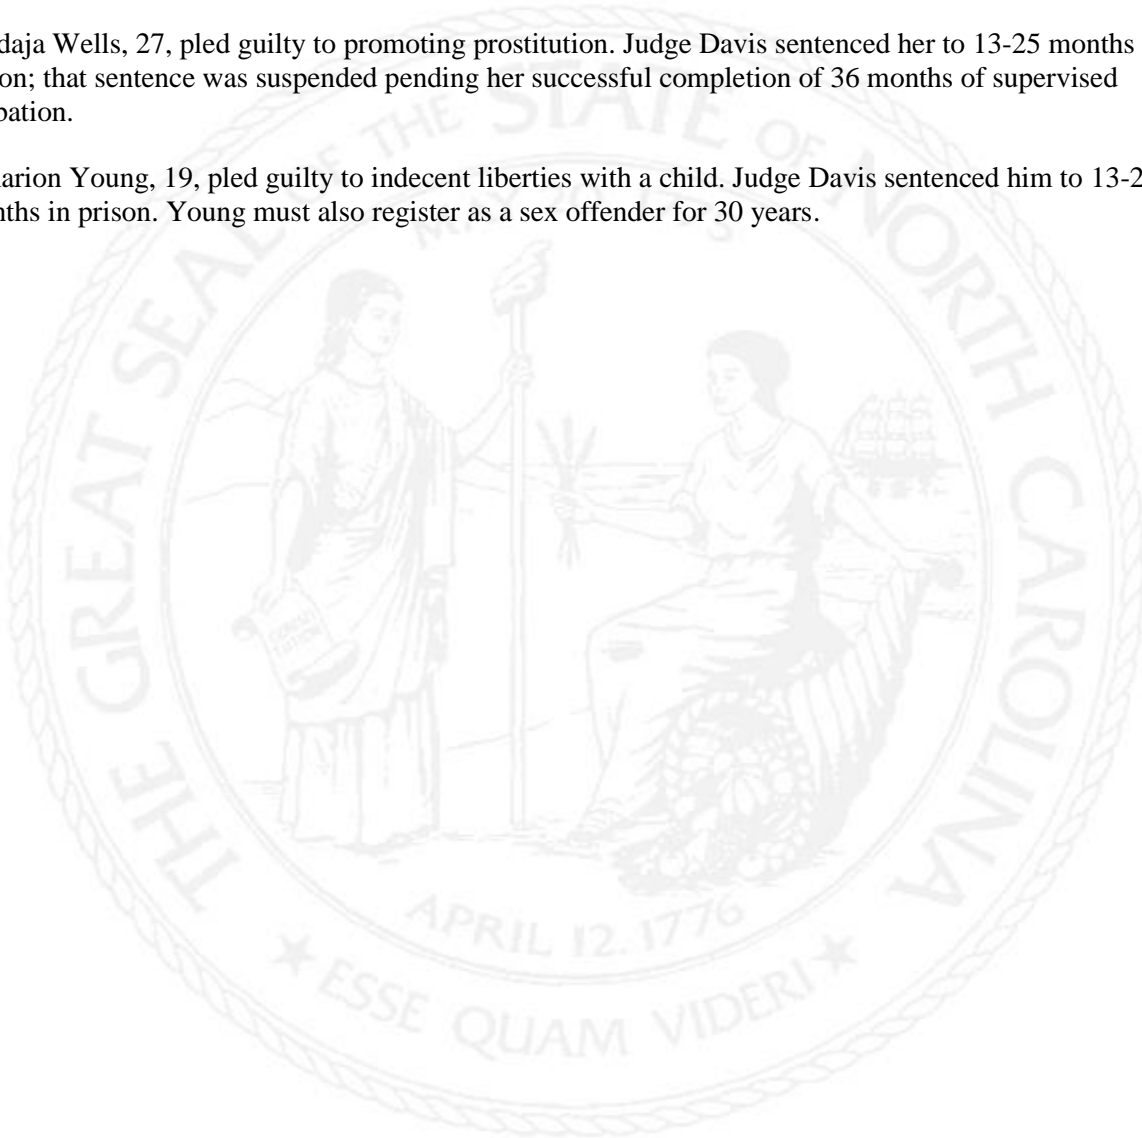 daja Wells, 27, pled guilty to promoting prostitution. Judge Davis sentenced her to 13-25 months
on; that sentence was suspended pending her successful completion of 36 months of supervised
bation.
arion Young, 19, pled guilty to indecent liberties with a child. Judge Davis sentenced him to 13-2
nths in prison. Young must also register as a sex offender for 30 years.
THE GREAT SEAL OF THE STATE OF NORTH CAROLINA
MAY 20, 1775
CONSTITUTION
APRIL 12. 1776
★ ESSE QUAM VIDERI ★